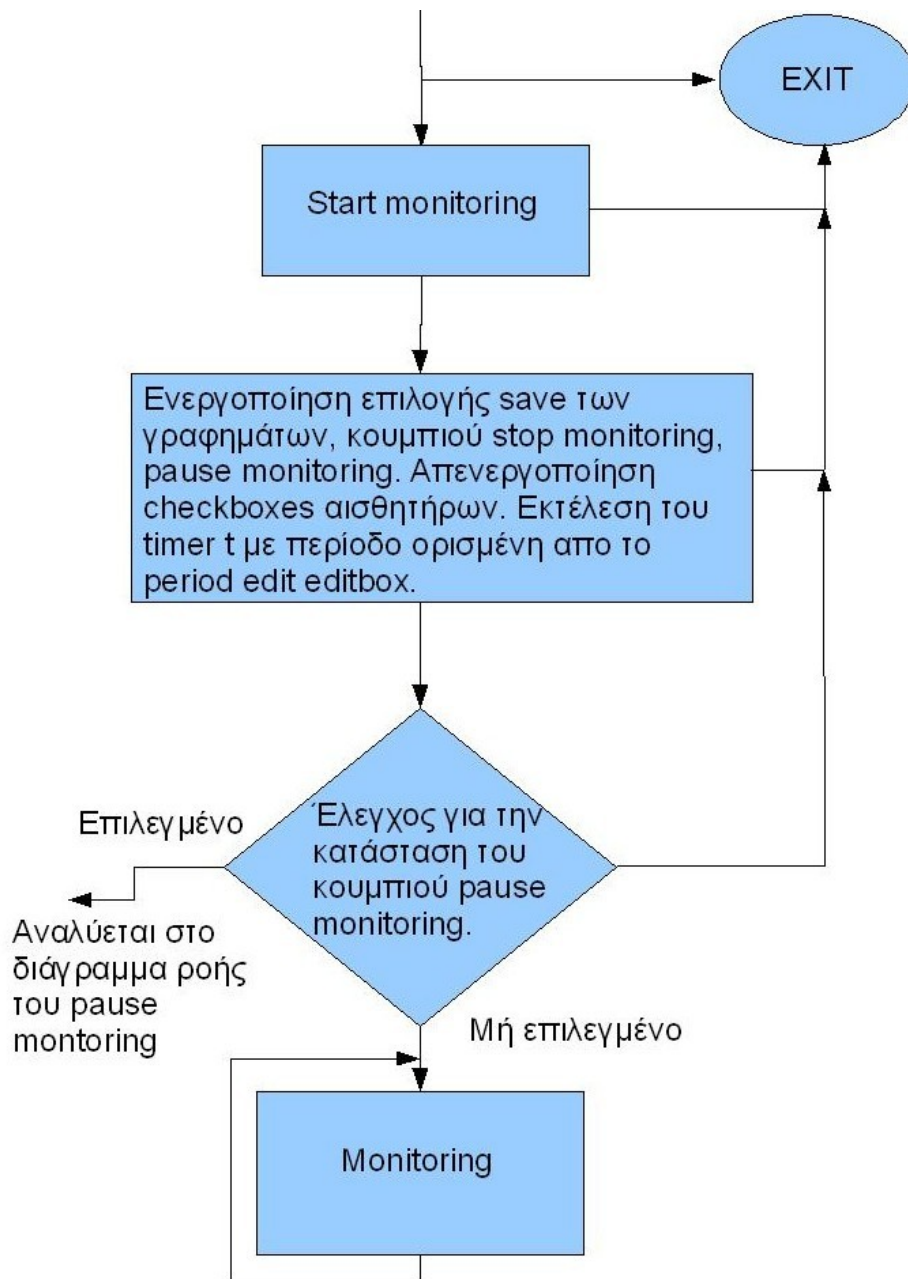 EXIT
Start monitoring
Ενεργοποίηση επιλογής save των
γραφημάτων, κουμπιού stop monitoring,
pause monitoring. Απενεργοποίηση
checkboxes αισθητήρων. Εκτέλεση του
timer t με περίοδο ορισμένη απο το
period edit editbox.
Επιλεγμένο
Έλεγχος για την
κατάσταση του
κουμπιού pause
monitoring.
Αναλύεται στο
διάγραμμα ροής
του pause
montoring
Μή επιλεγμένο
Monitoring